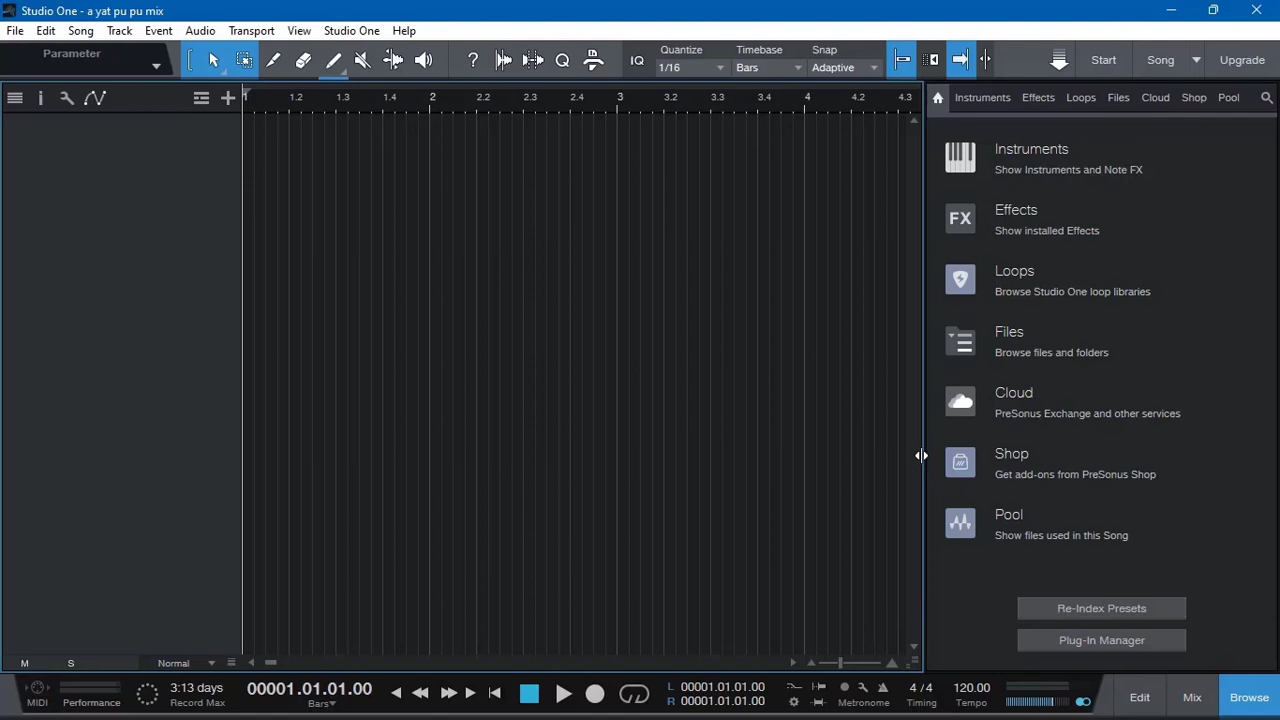 Studio One - a yat pu pu mix
File Edit Song Track Event Audio Transport View Studio One Help
Parameter
IQ
Quantize
1/16
Timebase
Bars
Snap
Adaptive
Start
Song
Upgrade
1 1.2 1.3 1.4 2 2.2 2.3 2.4 3 3.2 3.3 3.4 4 4.2 4.3
Instruments Effects Loops Files Cloud Shop Pool
Instruments
Show Instruments and Note FX
FX
Effects
Show installed Effects
Loops
Browse Studio One loop libraries
Files
Browse files and folders
Cloud
PreSonus Exchange and other services
Shop
Get add-ons from PreSonus Shop
Pool
Show files used in this Song
Re-Index Presets
Plug-In Manager
M S Normal
MIDI
Performance
3:13 days
Record Max
00001.01.01.00
Bars
L 00001.01.01.00
R 00001.01.01.00
Metronome
4 / 4
Timing
120.00
Tempo
Edit
Mix
Browse